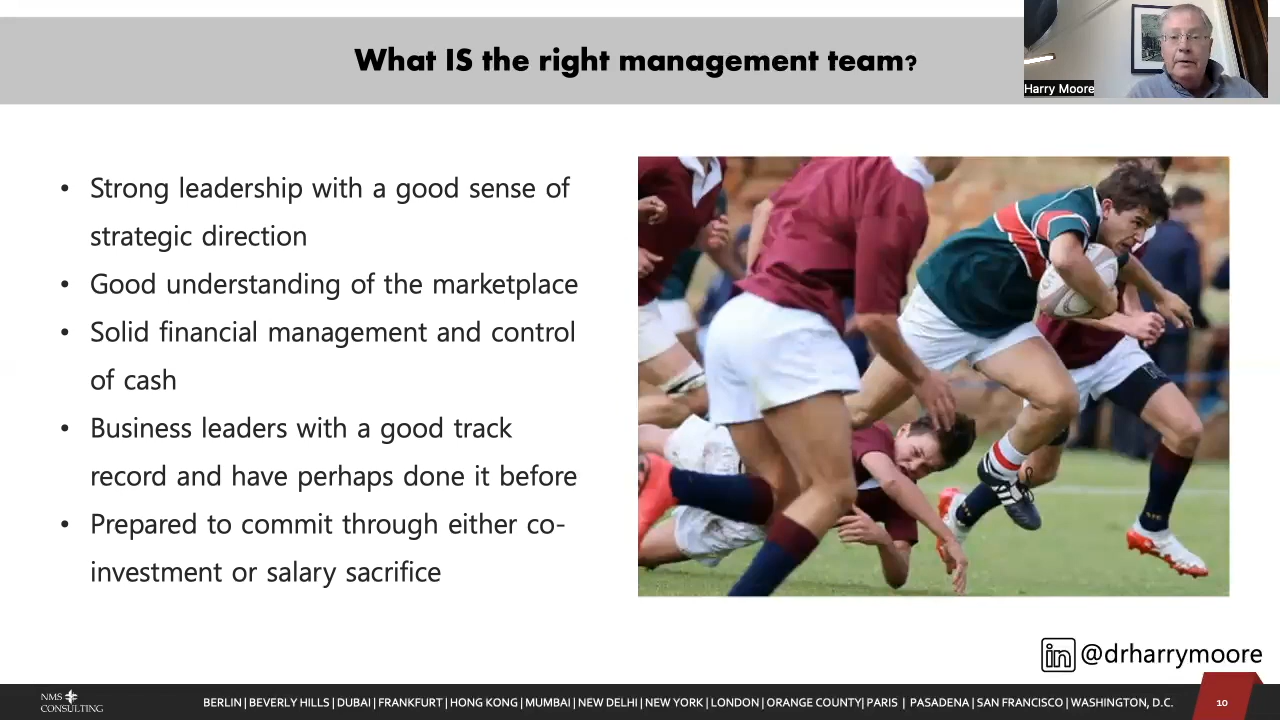 What IS the right management team?
Harry Moore
• Strong leadership with a good sense of
strategic direction
• Good understanding of the marketplace
• Solid financial management and control
of cash
• Business leaders with a good track
record and have perhaps done it before
• Prepared to commit through either co-
investment or salary sacrifice
in @drharrymoore
NMS
CONSULTING
BERLIN | BEVERLY HILLS | DUBAI | FRANKFURT | HONG KONG | MUMBAI | NEW DELHI | NEW YORK | LONDON | ORANGE COUNTY| PARIS | PASADENA | SAN FRANCISCO | WASHINGTON, D.C.
10